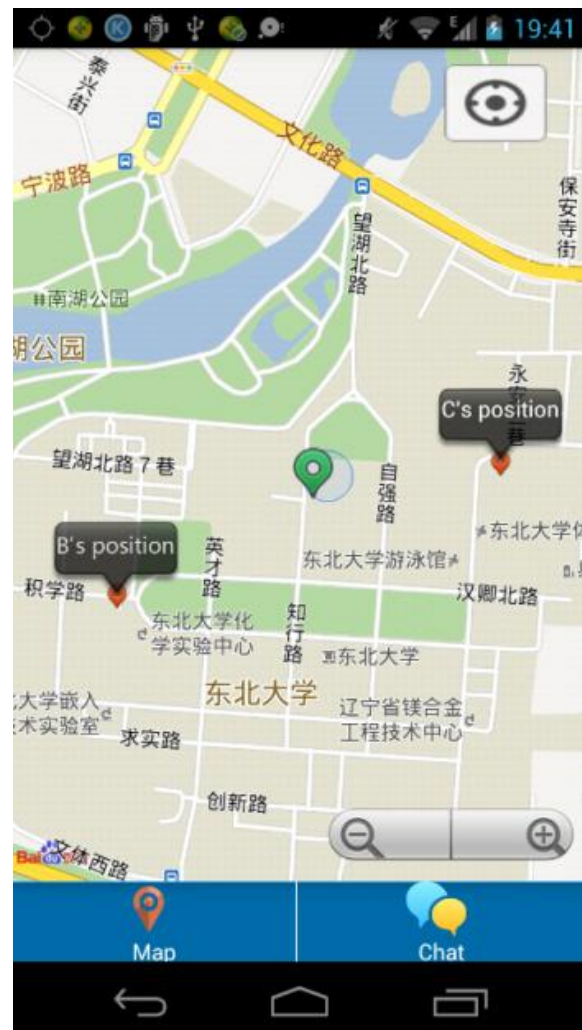 19:41
泰兴街
文化路
宁波路
保安寺街
望湖北路
南湖公园
湖公园
永安
巷
C's position
望湖北路7巷
自强路
东北大学体
B's position
英才路
东北大学游泳馆
积学路
汉卿北路
知行路
东北大学化
学实验中心
东北大学
东北大学
大学嵌入
技术实验室
辽宁省镁合金
工程技术中心
求实路
创新路
Bai
文体西路
Map
Chat